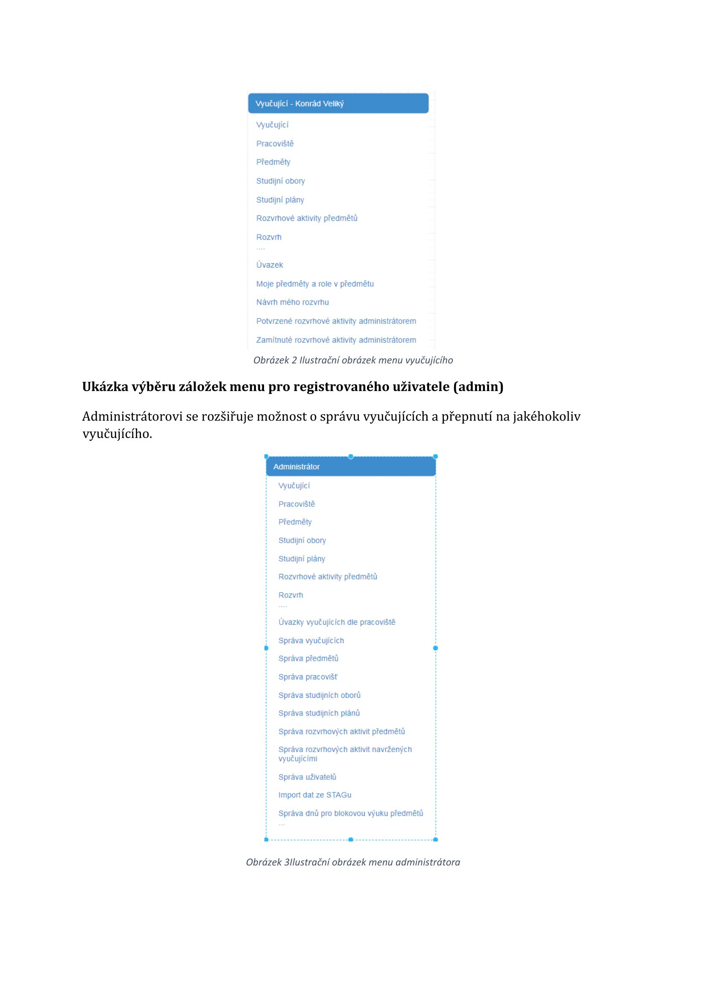 Vyučující - Konrád Veliký
Vyučující
Pracoviště
Předměty
Studijní obory
Studijní plány
Rozvrhové aktivity předmětů
Rozvrh
----
Úvazek
Moje předměty a role v předmětu
Návrh mého rozvrhu
Potvrzené rozvrhové aktivity administrátorem
Zamítnuté rozvrhové aktivity administrátorem
Obrázek 2 Ilustrační obrázek menu vyučujícího
Ukázka výběru záložek menu pro registrovaného uživatele (admin)
Administrátorovi se rozšiřuje možnost o správu vyučujících a přepnutí na jakéhokoliv
vyučujícího.
Administrátor
Vyučující
Pracoviště
Předměty
Studijní obory
Studijní plány
Rozvrhové aktivity předmětů
Rozvrh
----
Úvazky vyučujících dle pracoviště
Správa vyučujících
Správa předmětů
Správa pracovišť
Správa studijních oborů
Správa studijních plánů
Správa rozvrhových aktivit předmětů
Správa rozvrhových aktivit navržených
vyučujícími
Správa uživatelů
Import dat ze STAGu
Správa dnů pro blokovou výuku předmětů
---
Obrázek 3Ilustrační obrázek menu administrátora